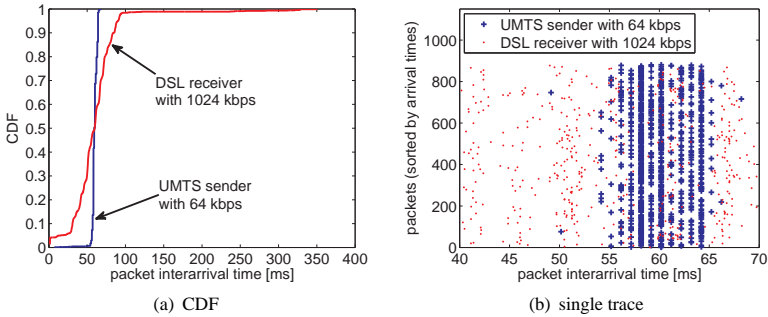 1
0.9
0.8
0.7
0.6
0.5
0.4
0.3
0.2
0.1
0
CDF
DSL receiver
with 1024 kbps
UMTS sender
with 64 kbps
0 50 100 150 200 250 300 350 400
packet interarrival time [ms]
(a) CDF
1000
800
600
400
200
0
packets (sorted by arrival times)
UMTS sender with 64 kbps
DSL receiver with 1024 kbps
40 45 50 55 60 65 70
packet interarrival time [ms]
(b) single trace